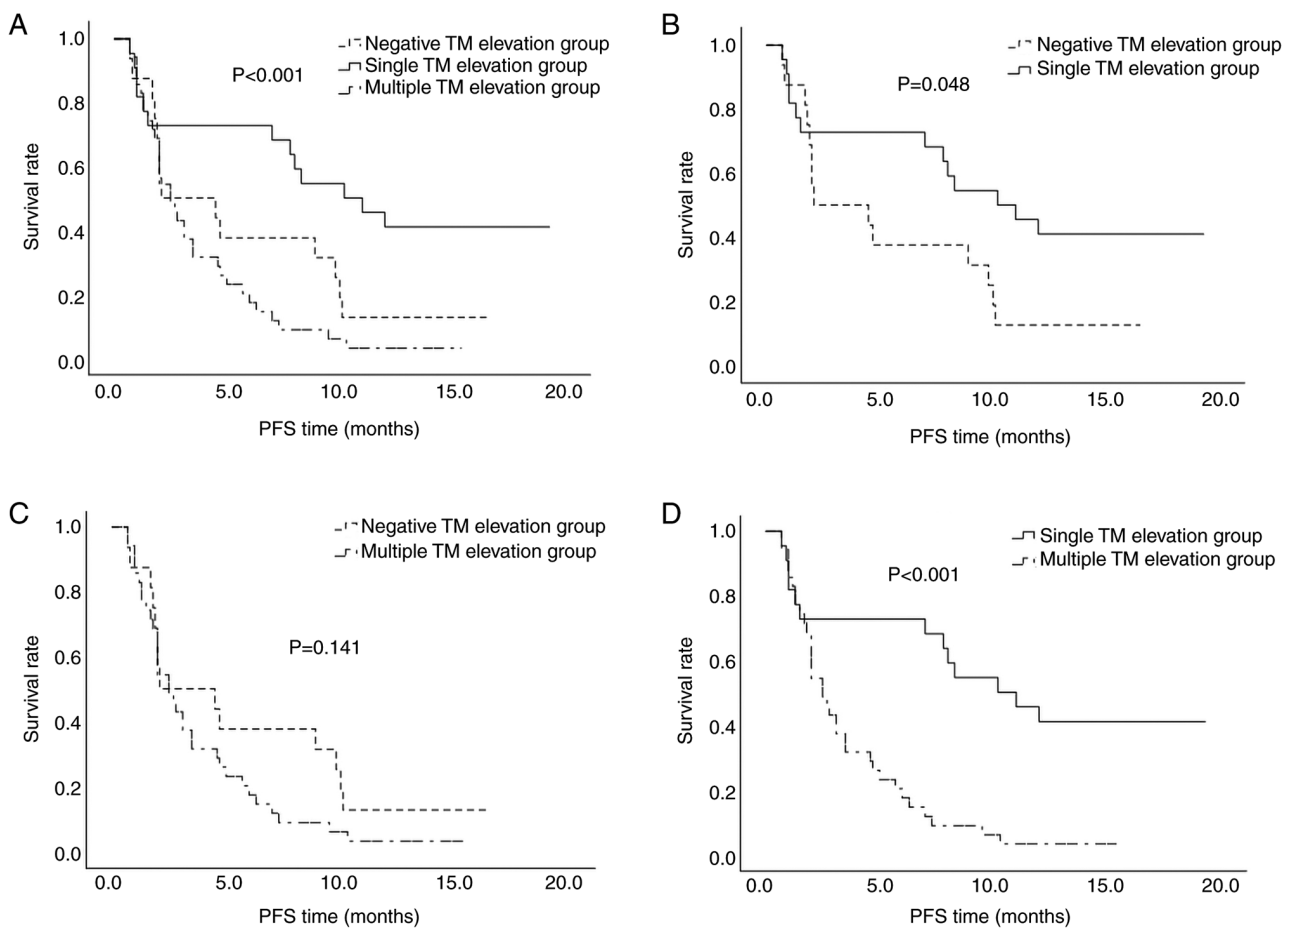 A
Negative TM elevation group
Single TM elevation group
Multiple TM elevation group
P<0.001
1.0
0.8
0.6
0.4
0.2
0.0
Survival rate
0.0 5.0 10.0 15.0 20.0
PFS time (months)
B
Negative TM elevation group
Single TM elevation group
P=0.048
1.0
0.8
0.6
0.4
0.2
0.0
Survival rate
0.0 5.0 10.0 15.0 20.0
PFS time (months)
C
Negative TM elevation group
Multiple TM elevation group
P=0.141
1.0
0.8
0.6
0.4
0.2
0.0
Survival rate
0.0 5.0 10.0 15.0 20.0
PFS time (months)
D
Single TM elevation group
Multiple TM elevation group
P<0.001
1.0
0.8
0.6
0.4
0.2
0.0
Survival rate
0.0 5.0 10.0 15.0 20.0
PFS time (months)